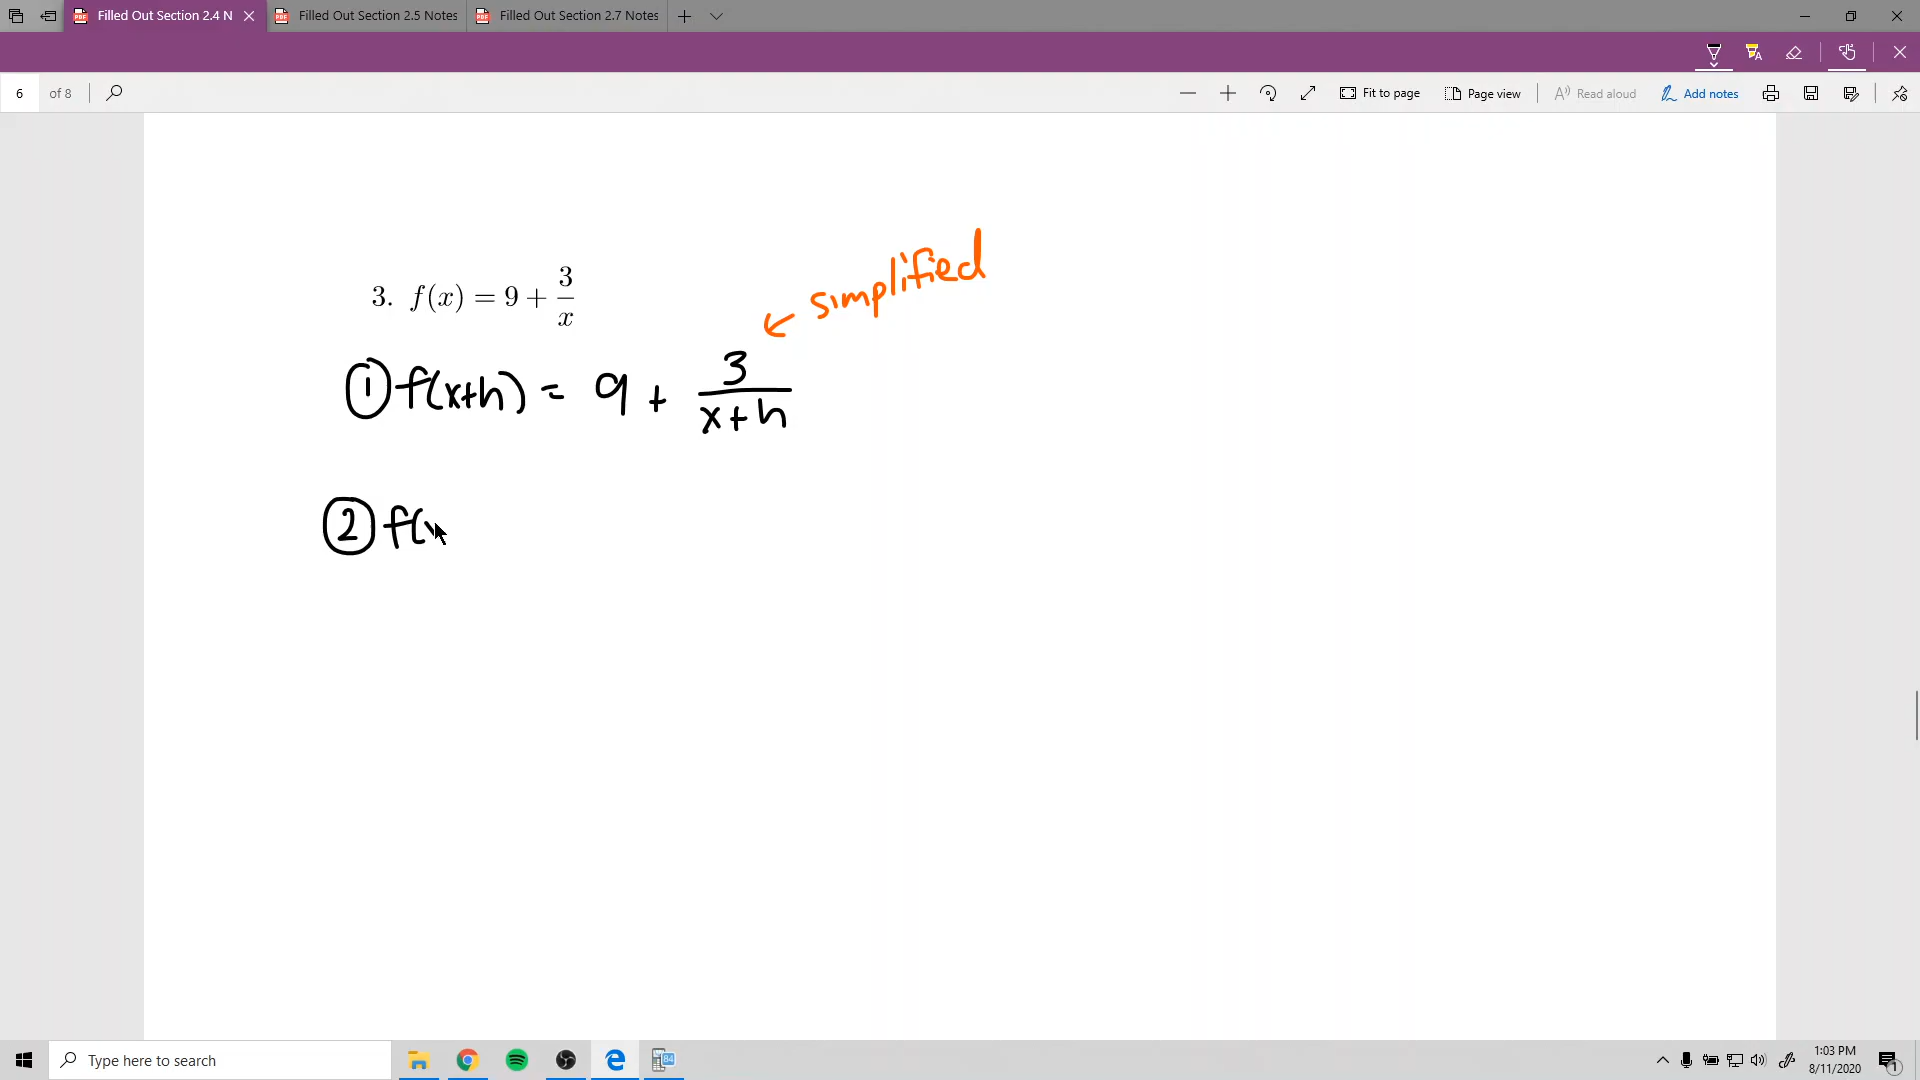 Filled Out Section 2.4 N
Filled Out Section 2.5 Notes
Filled Out Section 2.7 Notes
6 of 8
Fit to page
Page view
Read aloud
Add notes
3. f(x) = 9 + 3/x
← simplified
① f(x+h) = 9 + 3/(x+h)
② f(x
Type here to search
84
1:03 PM
8/11/2020
1